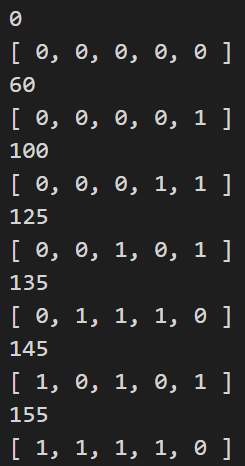 0
[ 0, 0, 0, 0, 0 ]
60
[ 0, 0, 0, 0, 1 ]
100
[ 0, 0, 0, 1, 1 ]
125
[ 0, 0, 1, 0, 1 ]
135
[ 0, 1, 1, 1, 0 ]
145
[ 1, 0, 1, 0, 1 ]
155
[ 1, 1, 1, 1, 0 ]